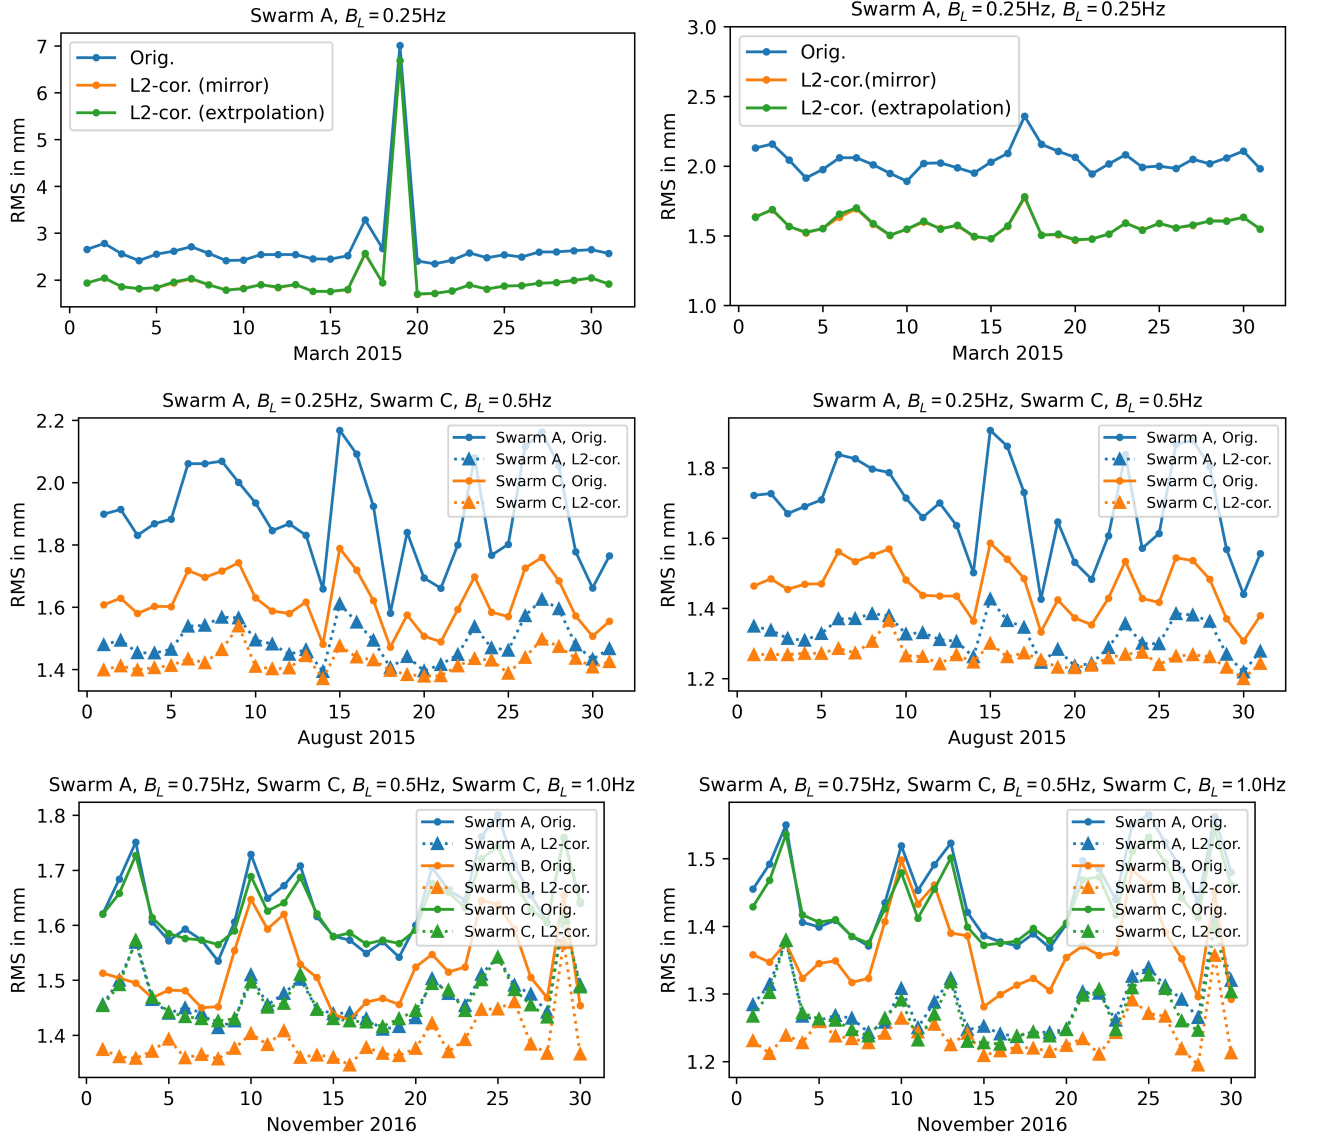 Swarm A, B_L = 0.25Hz
7
6
5
4
3
2
RMS in mm
Orig.
L2-cor. (mirror)
L2-cor. (extrpolation)
0 5 10 15 20 25 30
March 2015
Swarm A, B_L = 0.25Hz, B_L = 0.25Hz
3.0
2.5
2.0
1.5
1.0
RMS in mm
Orig.
L2-cor.(mirror)
L2-cor. (extrapolation)
0 5 10 15 20 25 30
March 2015
Swarm A, B_L = 0.25Hz, Swarm C, B_L = 0.5Hz
2.2
2.0
1.8
1.6
1.4
RMS in mm
Swarm A, Orig.
Swarm A, L2-cor.
Swarm C, Orig.
Swarm C, L2-cor.
0 5 10 15 20 25 30
August 2015
Swarm A, B_L = 0.25Hz, Swarm C, B_L = 0.5Hz
1.8
1.6
1.4
1.2
RMS in mm
Swarm A, Orig.
Swarm A, L2-cor.
Swarm C, Orig.
Swarm C, L2-cor.
0 5 10 15 20 25 30
August 2015
Swarm A, B_L = 0.75Hz, Swarm C, B_L = 0.5Hz, Swarm C, B_L = 1.0Hz
1.8
1.7
1.6
1.5
1.4
RMS in mm
Swarm A, Orig.
Swarm A, L2-cor.
Swarm B, Orig.
Swarm B, L2-cor.
Swarm C, Orig.
Swarm C, L2-cor.
0 5 10 15 20 25 30
November 2016
Swarm A, B_L = 0.75Hz, Swarm C, B_L = 0.5Hz, Swarm C, B_L = 1.0Hz
1.5
1.4
1.3
1.2
RMS in mm
Swarm A, Orig.
Swarm A, L2-cor.
Swarm B, Orig.
Swarm B, L2-cor.
Swarm C, Orig.
Swarm C, L2-cor.
0 5 10 15 20 25 30
November 2016